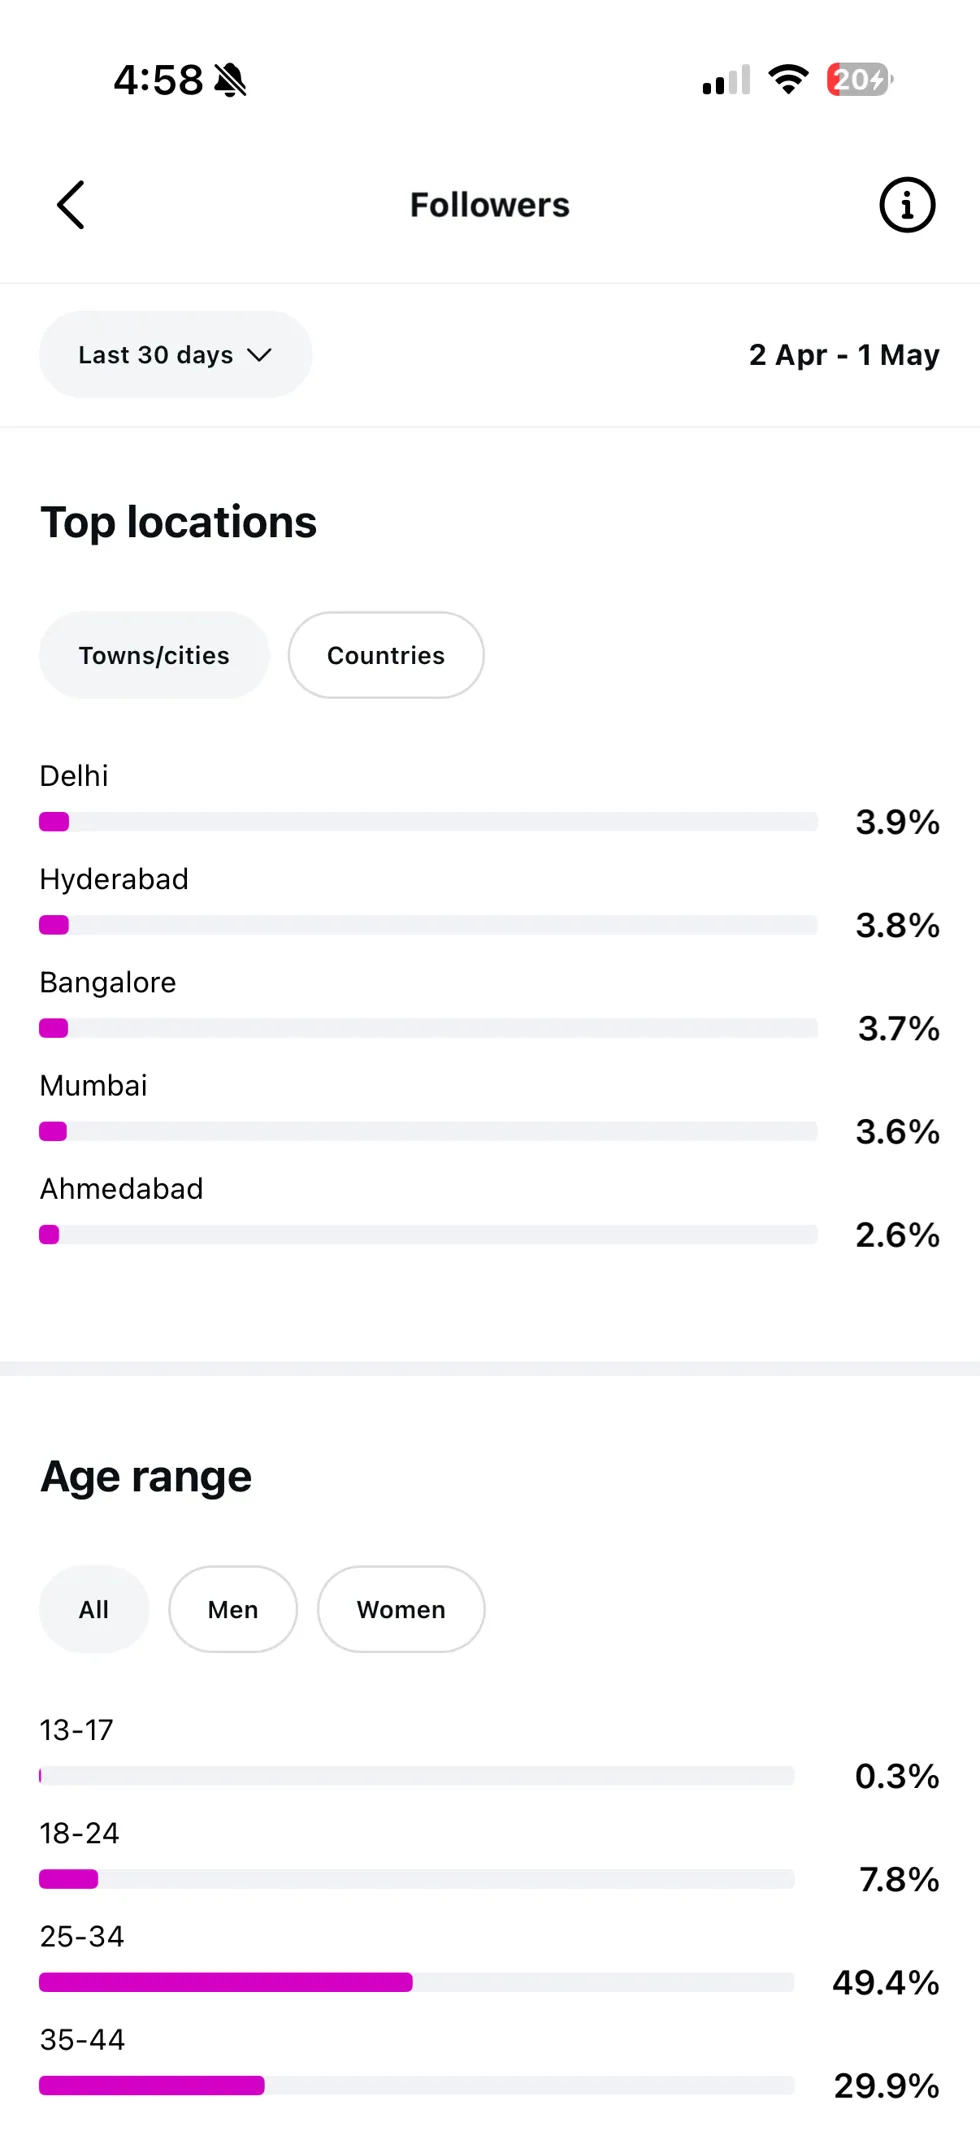 4:58
20
Followers
Last 30 days
2 Apr - 1 May
Top locations
Towns/cities
Countries
Delhi
3.9%
Hyderabad
3.8%
Bangalore
3.7%
Mumbai
3.6%
Ahmedabad
2.6%
Age range
All
Men
Women
13-17
0.3%
18-24
7.8%
25-34
49.4%
35-44
29.9%